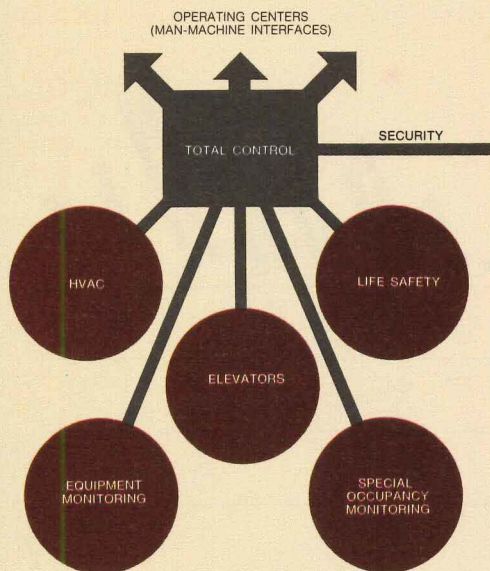 OPERATING CENTERS
(MAN-MACHINE INTERFACES)
TOTAL CONTROL
SECURITY
HVAC
LIFE SAFETY
ELEVATORS
EQUIPMENT
MONITORING
SPECIAL
OCCUPANCY
MONITORING